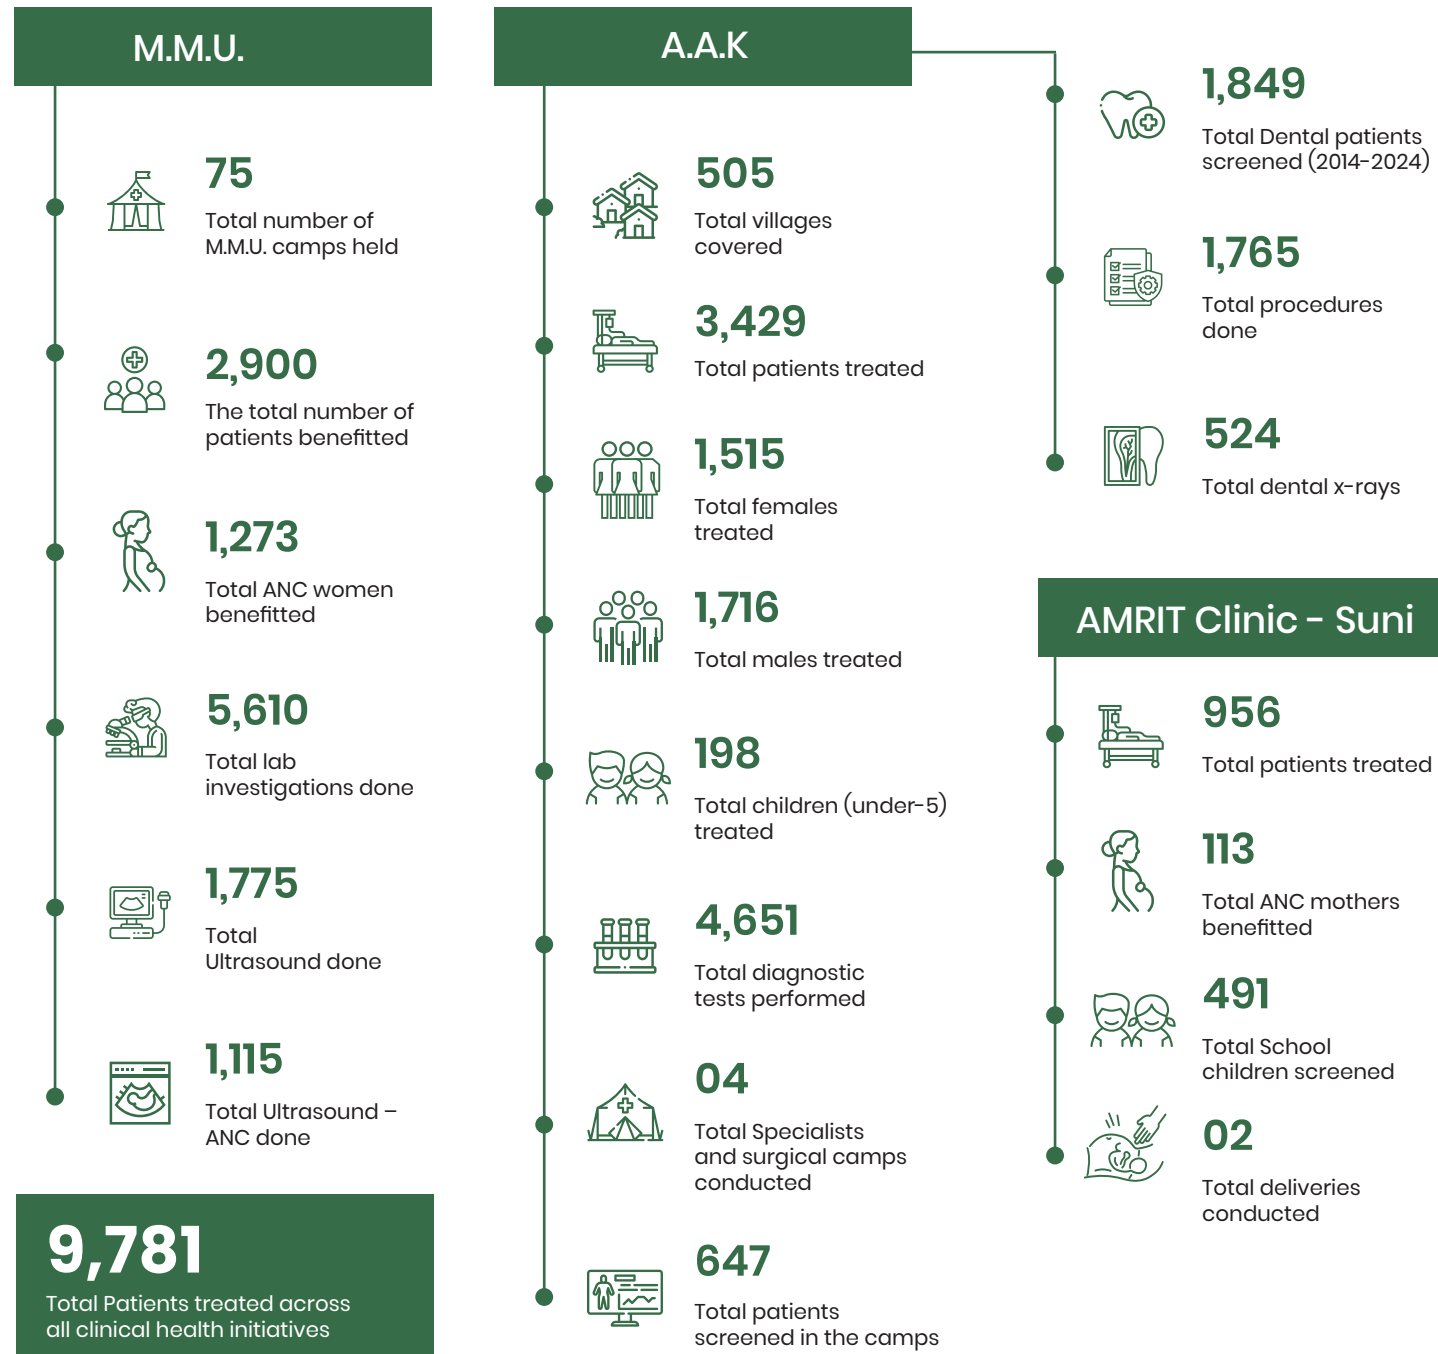 M.M.U.
75
Total number of
M.M.U. camps held
2,900
The total number of
patients benefitted
1,273
Total ANC women
benefitted
5,610
Total lab
investigations done
1,775
Total
Ultrasound done
1,115
Total Ultrasound –
ANC done
9,781
Total Patients treated across
all clinical health initiatives
A.A.K
505
Total villages
covered
3,429
Total patients treated
1,515
Total females
treated
1,716
Total males treated
198
Total children (under-5)
treated
4,651
Total diagnostic
tests performed
04
Total Specialists
and surgical camps
conducted
647
Total patients
screened in the camps
1,849
Total Dental patients
screened (2014-2024)
1,765
Total procedures
done
524
Total dental x-rays
AMRIT Clinic - Suni
956
Total patients treated
113
Total ANC mothers
benefitted
491
Total School
children screened
02
Total deliveries
conducted